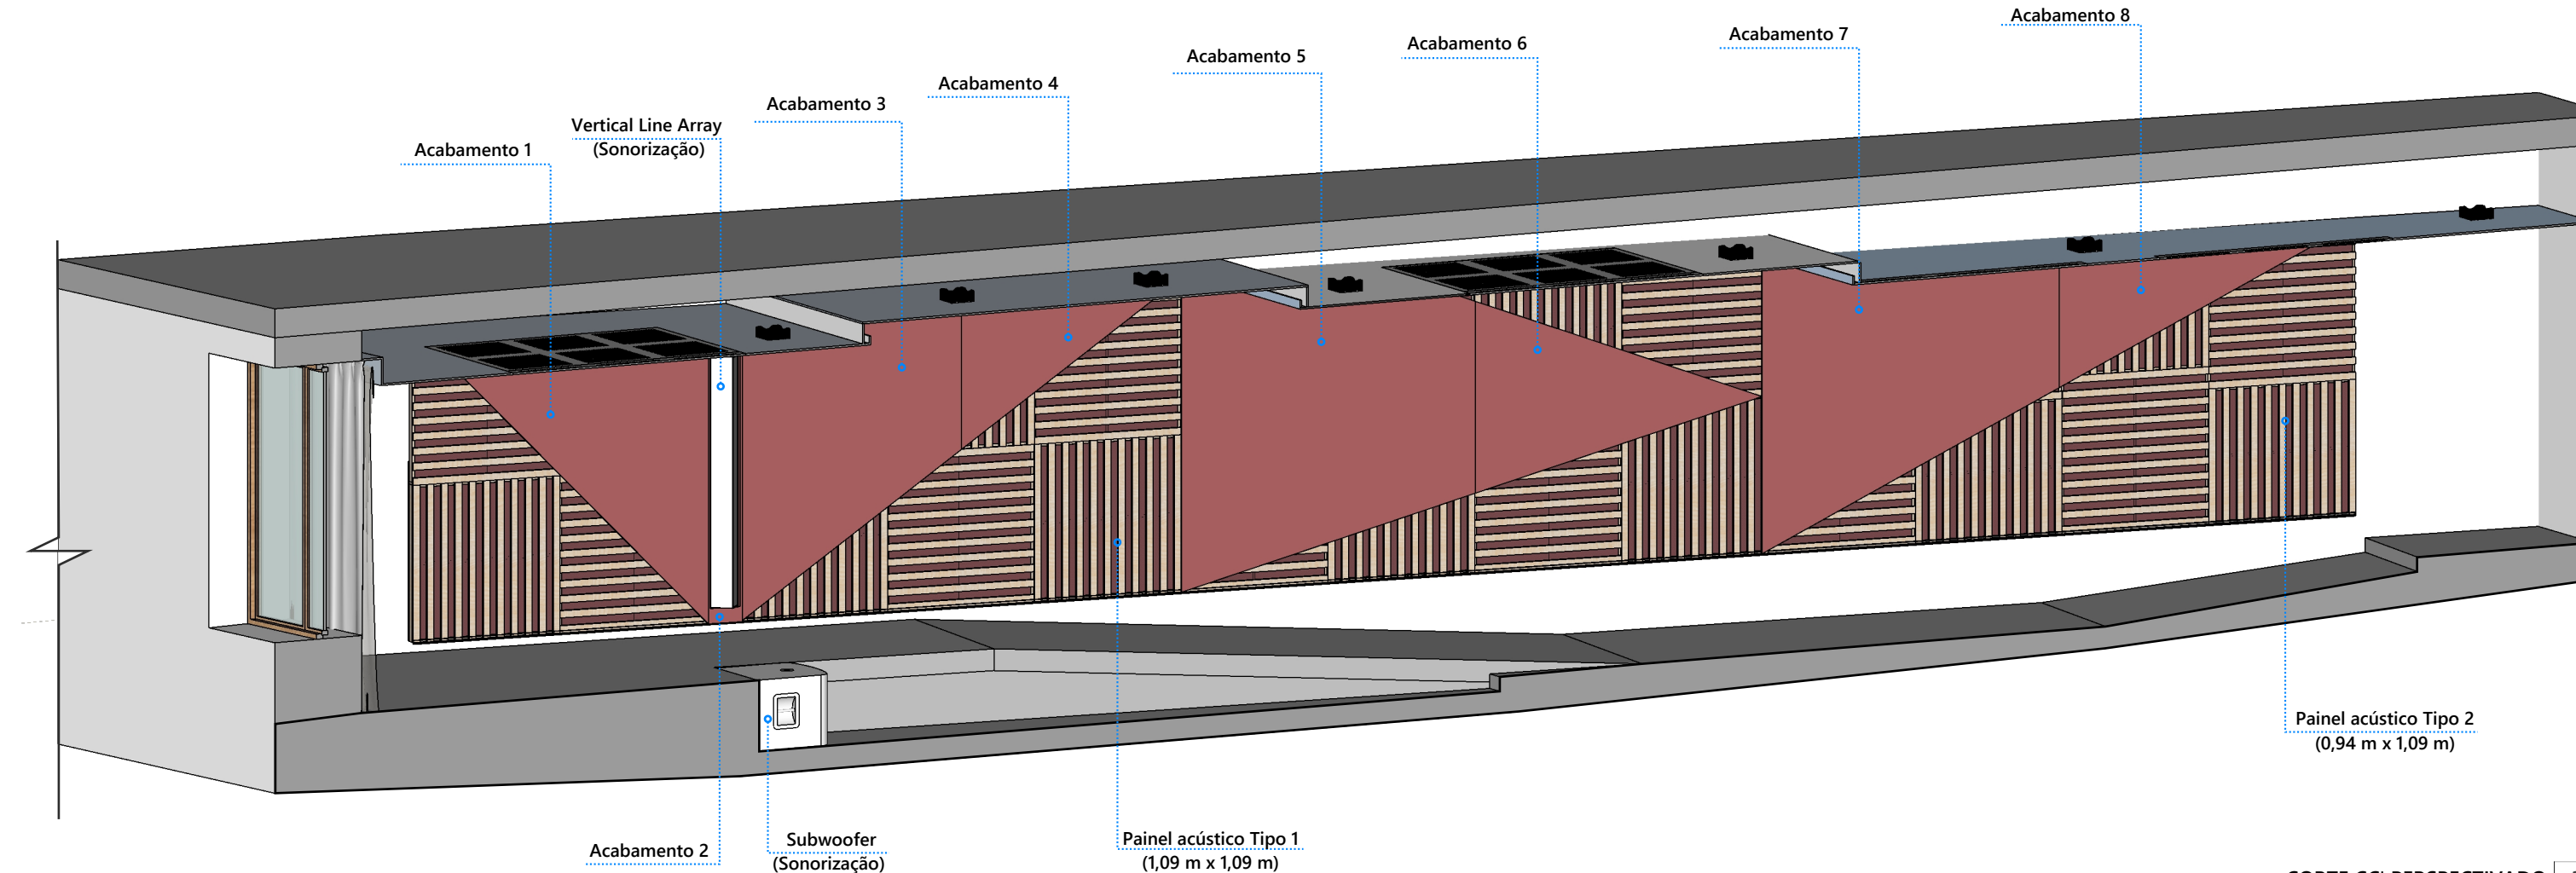 Acabamento 8
Acabamento 7
Acabamento 6
Acabamento 5
Acabamento 4
Acabamento 3
Vertical Line Array
(Sonorização)
Acabamento 1
Painel acústico Tipo 2
(0,94 m x 1,09 m)
Acabamento 2
Subwoofer
(Sonorização)
Painel acústico Tipo 1
(1,09 m x 1,09 m)